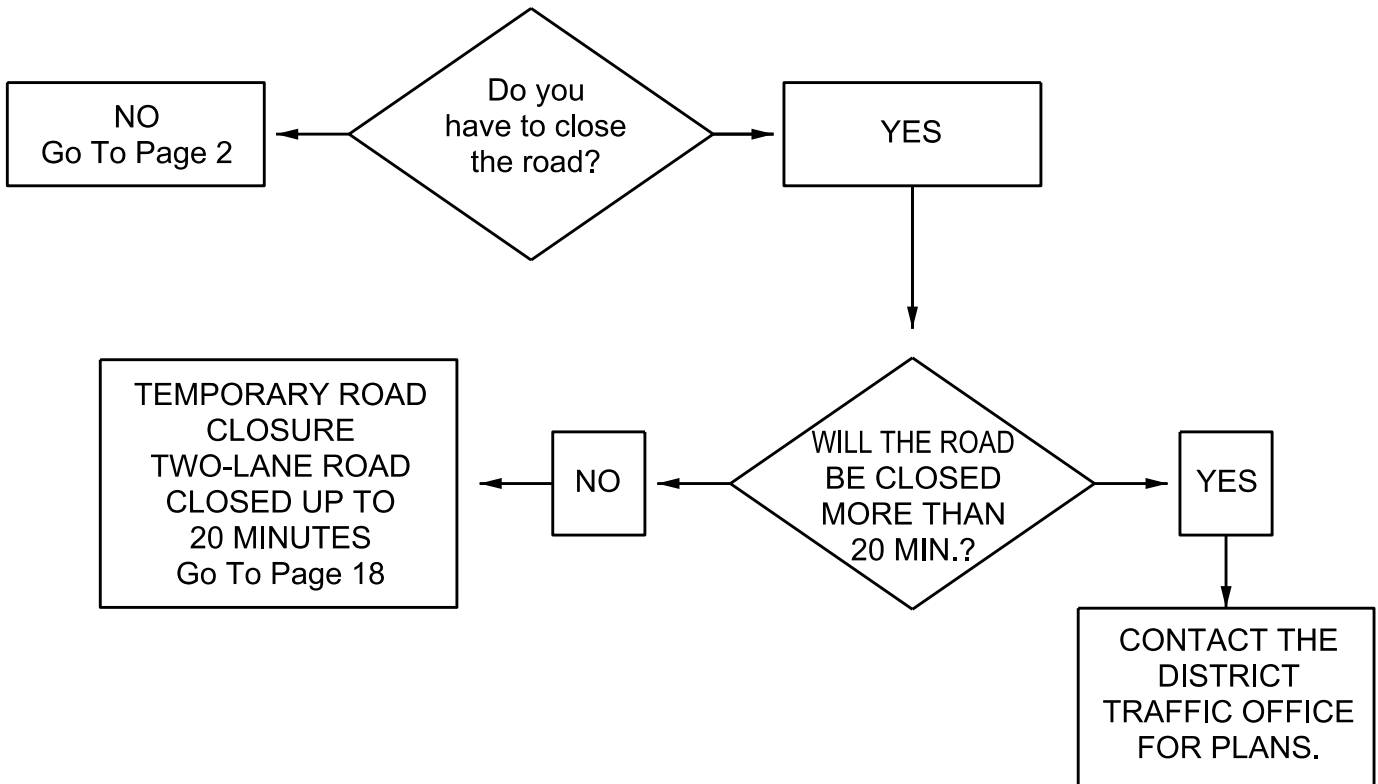 NO
Go To Page 2
Do you
have to close
the road?
YES
TEMPORARY ROAD
CLOSURE
TWO-LANE ROAD
CLOSED UP TO
20 MINUTES
Go To Page 18
NO
WILL THE ROAD
BE CLOSED
MORE THAN
20 MIN.?
YES
CONTACT THE
DISTRICT
TRAFFIC OFFICE
FOR PLANS.